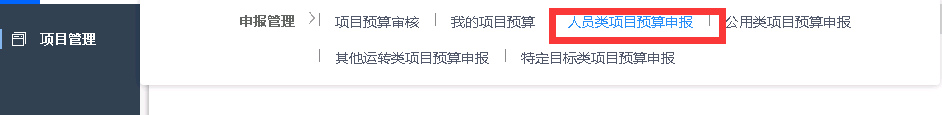 项目管理
申报管理 > 项目预算审核 | 我的项目预算 | 人员类项目预算申报 | 公用类项目预算申报
| 其他运转类项目预算申报 | 特定目标类项目预算申报